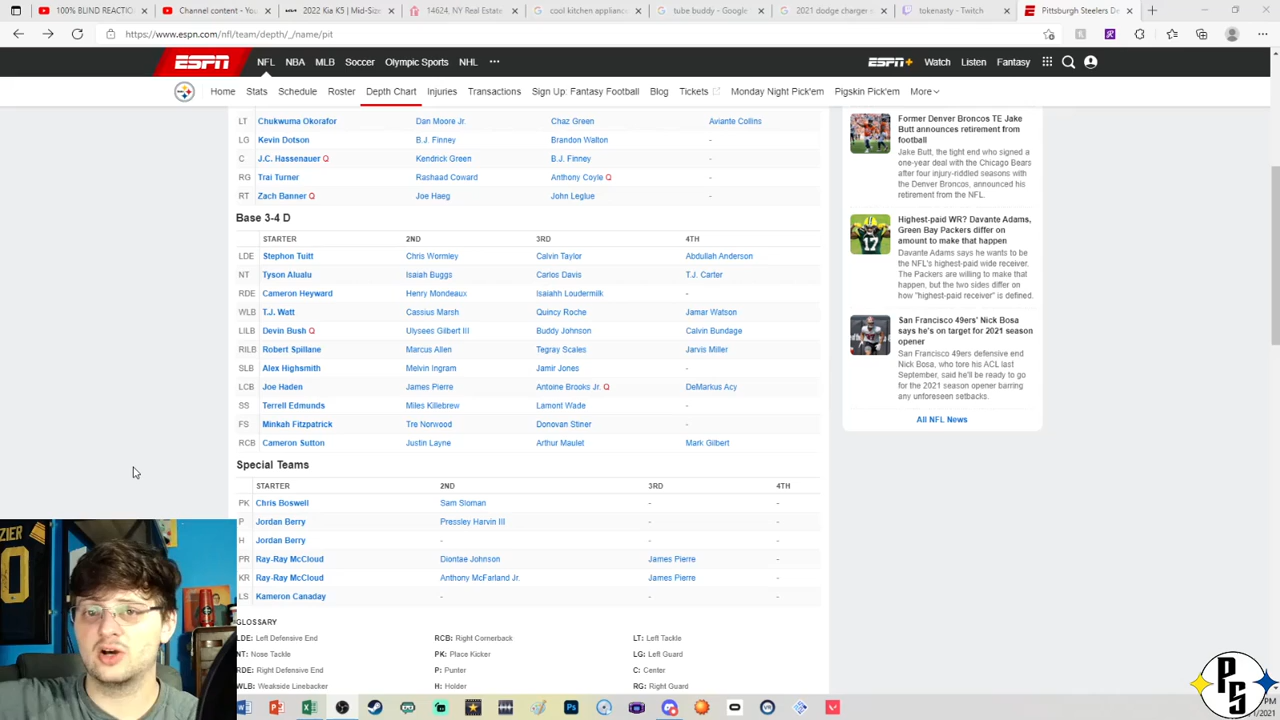 100% BLIND REACTIO
Channel content - Y
2022 Kia K5 | Mid-Size
14624, NY Real Estate
cool kitchen applianc
tube buddy - Google
2021 dodge charger s
tokenasty - Twitch
Pittsburgh Steelers De
https://www.espn.com/nfl/team/depth/_/name/pit
ESPN NFL NBA MLB Soccer Olympic Sports NHL ••• ESPN+ Watch Listen Fantasy
Home Stats Schedule Roster Depth Chart Injuries Transactions Sign Up: Fantasy Football Blog Tickets Monday Night Pick'em Pigskin Pick'em More
LT Chukwuma Okorafor Dan Moore Jr. Chaz Green Aviante Collins
LG Kevin Dotson B.J. Finney Brandon Walton -
C J.C. Hassenauer Q Kendrick Green B.J. Finney -
RG Trai Turner Rashaad Coward Anthony Coyle Q -
RT Zach Banner Q Joe Haeg John Leglue -
Base 3-4 D
STARTER 2ND 3RD 4TH
LDE Stephon Tuitt Chris Wormley Calvin Taylor Abdullah Anderson
NT Tyson Alualu Isaiah Buggs Carlos Davis T.J. Carter
RDE Cameron Heyward Henry Mondeaux Isaiahh Loudermilk -
WLB T.J. Watt Cassius Marsh Quincy Roche Jamar Watson
LILB Devin Bush Q Ulysees Gilbert III Buddy Johnson Calvin Bundage
RILB Robert Spillane Marcus Allen Tegray Scales Jarvis Miller
SLB Alex Highsmith Melvin Ingram Jamir Jones -
LCB Joe Haden James Pierre Antoine Brooks Jr. Q DeMarkus Acy
SS Terrell Edmunds Miles Killebrew Lamont Wade -
FS Minkah Fitzpatrick Tre Norwood Donovan Stiner -
RCB Cameron Sutton Justin Layne Arthur Maulet Mark Gilbert
Special Teams
STARTER 2ND 3RD 4TH
PK Chris Boswell Sam Sloman - -
P Jordan Berry Pressley Harvin III - -
H Jordan Berry - - -
PR Ray-Ray McCloud Diontae Johnson James Pierre -
KR Ray-Ray McCloud Anthony McFarland Jr. James Pierre -
LS Kameron Canaday - - -
GLOSSARY
LDE: Left Defensive End RCB: Right Cornerback LT: Left Tackle
NT: Nose Tackle PK: Place Kicker LG: Left Guard
RDE: Right Defensive End P: Punter C: Center
WLB: Weakside Linebacker H: Holder RG: Right Guard
Former Denver Broncos TE Jake
Butt announces retirement from
football
Jake Butt, the tight end who signed a
one-year deal with the Chicago Bears
after four injury-riddled seasons with
the Denver Broncos, announced his
retirement from the NFL.
Highest-paid WR? Davante Adams,
Green Bay Packers differ on
amount to make that happen
Davante Adams says he wants to be
the NFL's highest-paid wide receiver.
The Packers are willing to make that
happen, but the two sides differ on
how "highest-paid receiver" is defined.
San Francisco 49ers' Nick Bosa
says he's on target for 2021 season
opener
San Francisco 49ers defensive end
Nick Bosa, who tore his ACL last
September, said he'll be ready to go
for the 2021 season opener barring
any unforeseen setbacks.
All NFL News
ZIER
PS
PM
1/2021